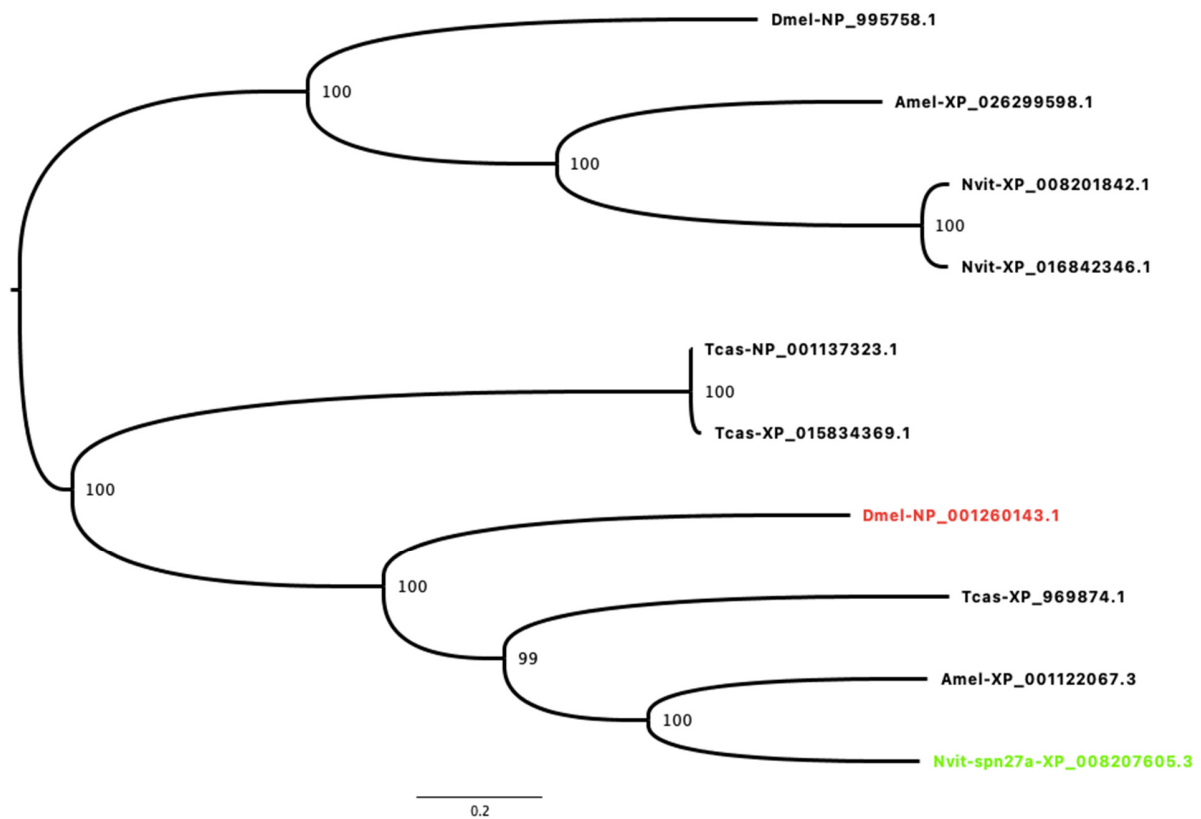 Dmel-NP_995758.1
100
Amel-XP_026299598.1
100
Nvit-XP_008201842.1
100
Nvit-XP_016842346.1
Tcas-NP_001137323.1
100
Tcas-XP_015834369.1
100
Dmel-NP_001260143.1
100
Tcas-XP_969874.1
99
Amel-XP_001122067.3
100
Nvit-spn27a-XP_008207605.3
0.2